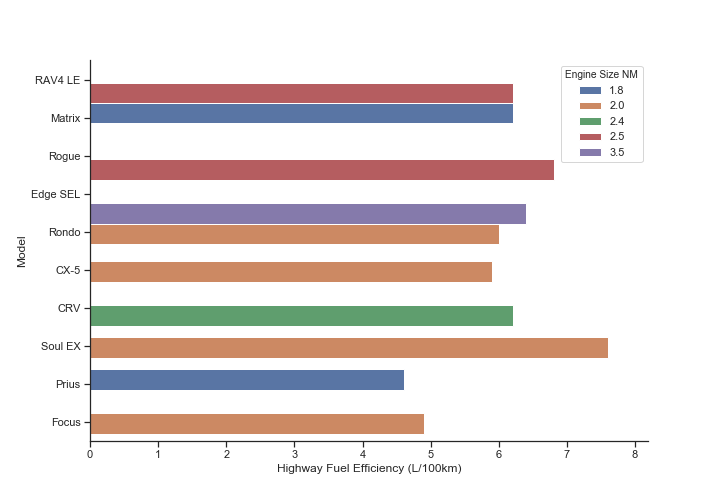 RAV4 LE
Matrix
Rogue
Edge SEL
Rondo
CX-5
CRV
Soul EX
Prius
Focus
Model
0 1 2 3 4 5 6 7 8
Highway Fuel Efficiency (L/100km)
Engine Size NM
1.8
2.0
2.4
2.5
3.5